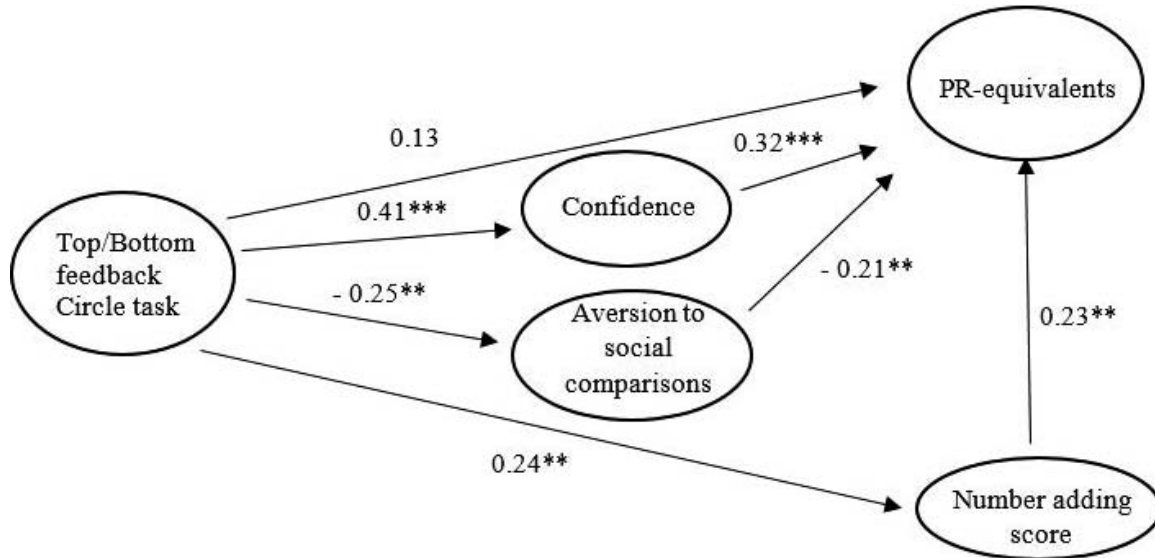 PR-equivalents
0.13
0.32***
Confidence
0.41***
Top/Bottom
feedback
Circle task
- 0.25**
- 0.21**
Aversion to
social
comparisons
0.23**
0.24**
Number adding
score